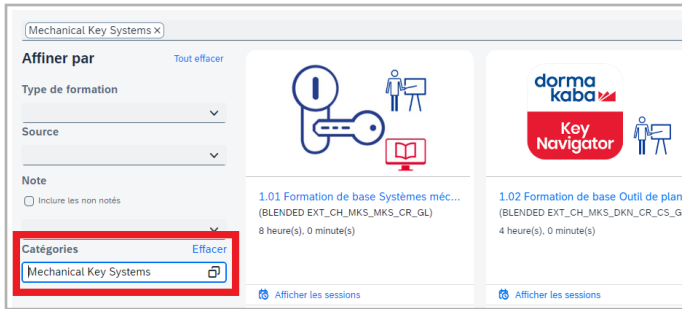 Mechanical Key Systems ×
Affiner par
Tout effacer
Type de formation
Source
Note
Inclure les non notés
Catégories
Effacer
Mechanical Key Systems
1.01 Formation de base Systèmes méc...
(BLENDED EXT_CH_MKS_MKS_CR_GL)
8 heure(s), 0 minute(s)
Afficher les sessions
dorma
kaba
Key
Navigator
1.02 Formation de base Outil de plan
(BLENDED EXT_CH_MKS_DKN_CR_CS_G
4 heure(s), 0 minute(s)
Afficher les sessions